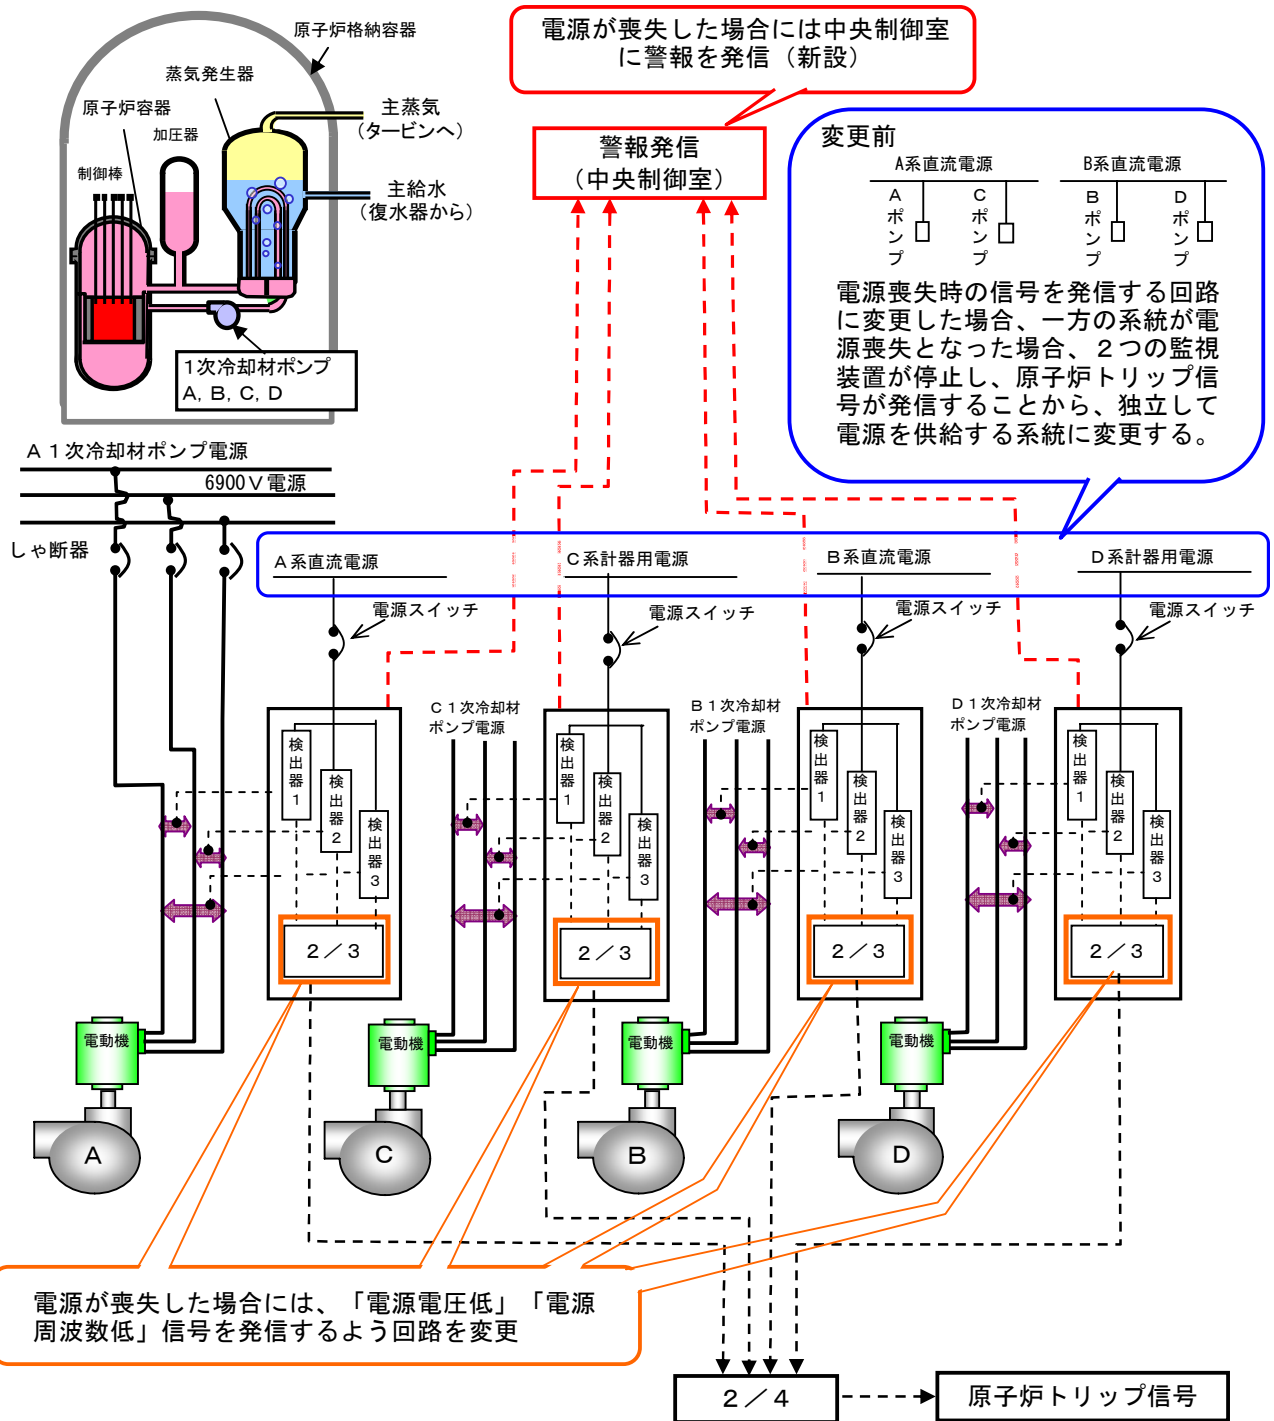 原子炉格納容器
蒸気発生器
原子炉容器
加圧器
制御棒
主蒸気
(タービンへ)
主給水
(復水器から)
1次冷却材ポンプ
A, B, C, D
電源が喪失した場合には中央制御室
に警報を発信（新設）
警報発信
（中央制御室）
変更前
A系直流電源
B系直流電源
Aポンプ
Cポンプ
Bポンプ
Dポンプ
電源喪失時の信号を発信する回路
に変更した場合、一方の系統が電
源喪失となった場合、２つの監視
装置が停止し、原子炉トリップ信
号が発信することから、独立して
電源を供給する系統に変更する。
A１次冷却材ポンプ電源
6900V電源
しゃ断器
A系直流電源
C系計器用電源
B系直流電源
D系計器用電源
電源スイッチ
電源スイッチ
電源スイッチ
電源スイッチ
C１次冷却材
ポンプ電源
B１次冷却材
ポンプ電源
D１次冷却材
ポンプ電源
検出器1
検出器2
検出器3
検出器1
検出器2
検出器3
検出器1
検出器2
検出器3
検出器1
検出器2
検出器3
２／３
２／３
２／３
２／３
電動機
電動機
電動機
電動機
A
C
B
D
電源が喪失した場合には、「電源電圧低」「電源
周波数低」信号を発信するよう回路を変更
２／４
原子炉トリップ信号